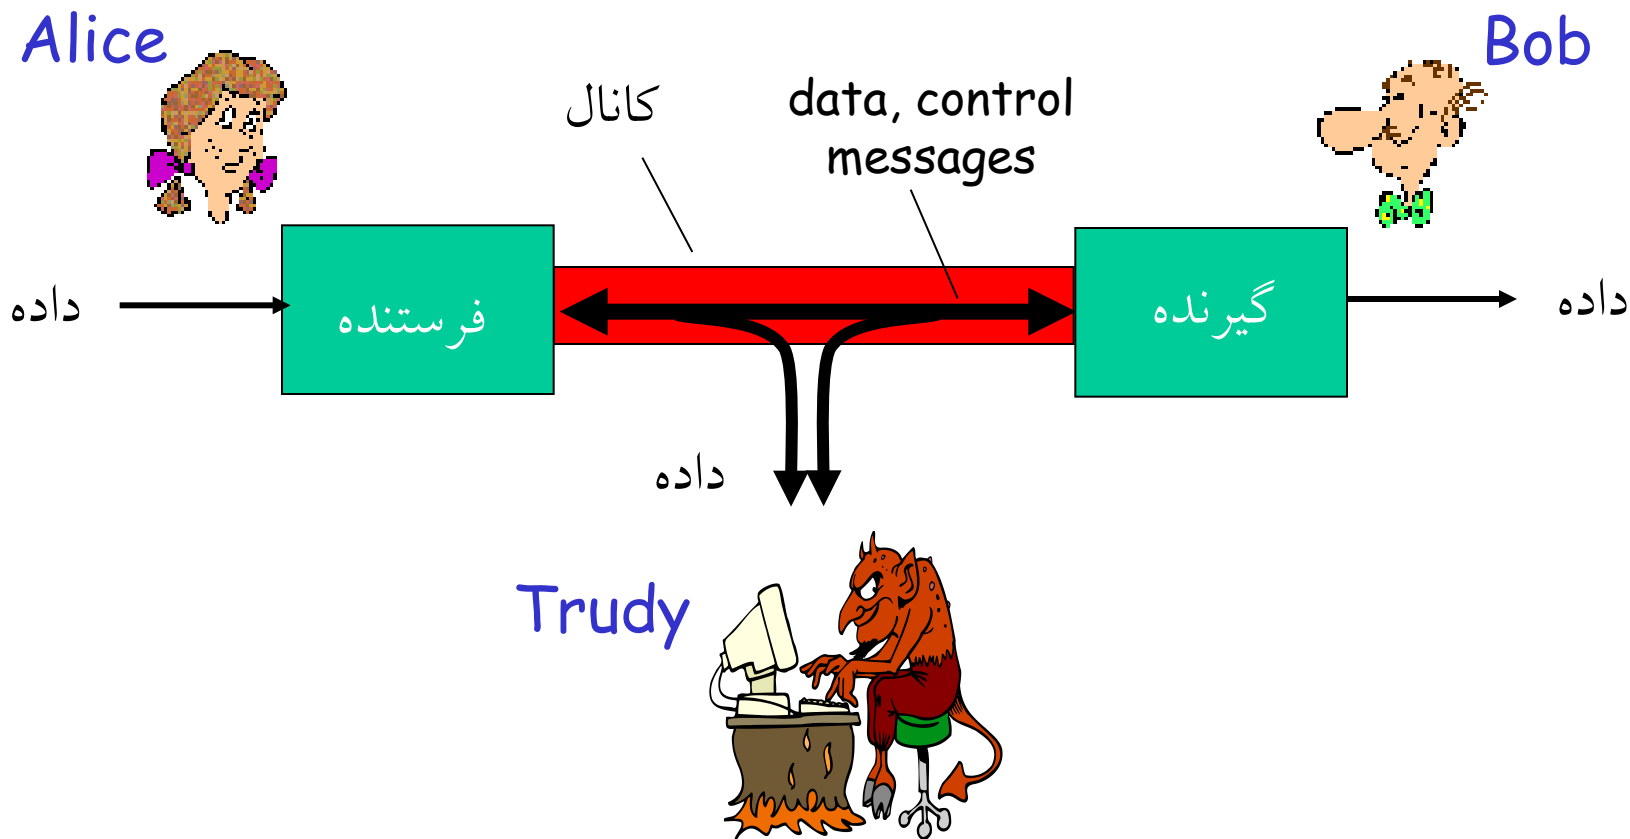 Alice
Bob
کانال
data, control
messages
داده
فرستنده
گیرنده
داده
داده
Trudy